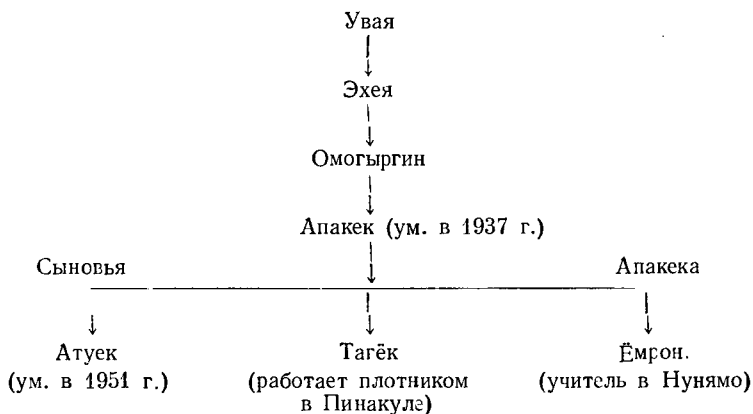 Увая
Эхея
Омогыргин
Апакек (ум. в 1937 г.)
Сыновья Апакека
Атуек Тагёк Ёмрон.
(ум. в 1951 г.) (работает плотником (учитель в Нунямо)
в Пинакуле)